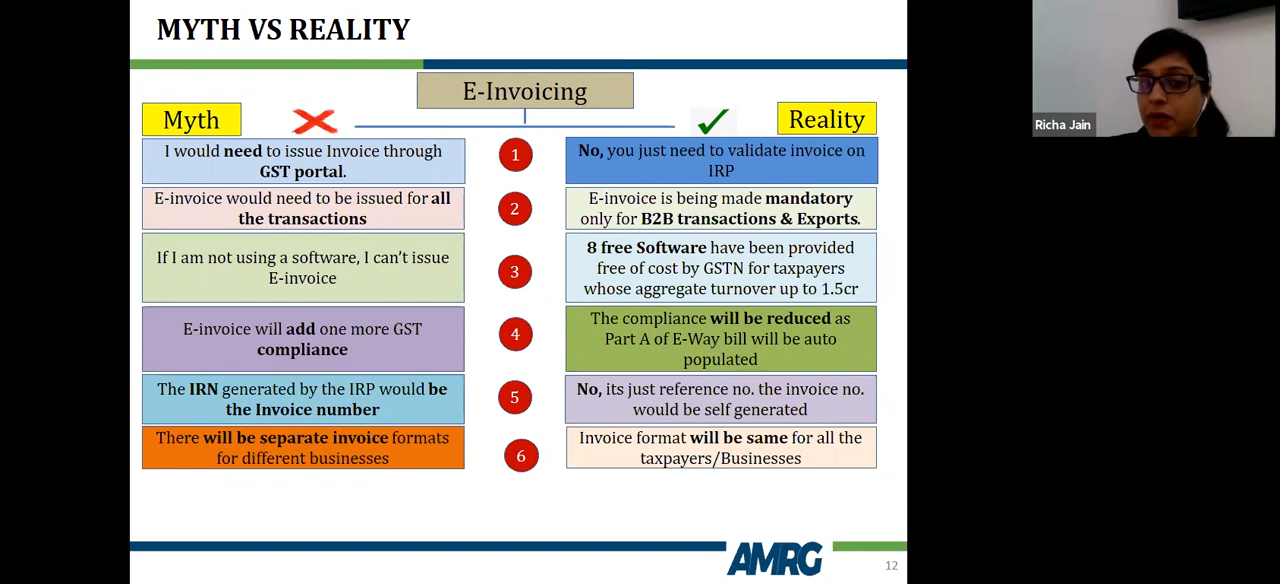 MYTH VS REALITY
E-Invoicing
Myth
Reality
I would need to issue Invoice through
GST portal.
1
No, you just need to validate invoice on
IRP
E-invoice would need to be issued for all
the transactions
2
E-invoice is being made mandatory
only for B2B transactions & Exports.
If I am not using a software, I can't issue
E-invoice
3
8 free Software have been provided
free of cost by GSTN for taxpayers
whose aggregate turnover up to 1.5cr
E-invoice will add one more GST
compliance
4
The compliance will be reduced as
Part A of E-Way bill will be auto
populated
The IRN generated by the IRP would be
the Invoice number
5
No, its just reference no. the invoice no.
would be self generated
There will be separate invoice formats
for different businesses
6
Invoice format will be same for all the
taxpayers/Businesses
AMRG
12
Richa Jain